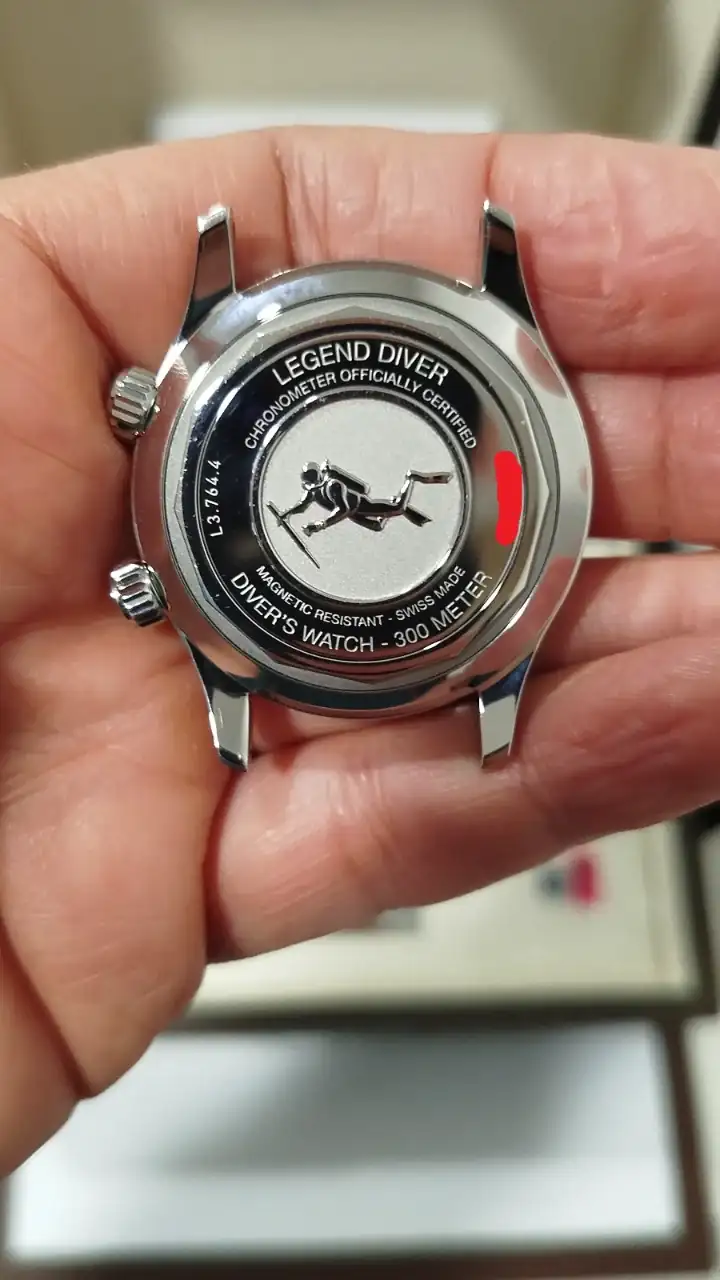 LEGEND DIVER
CHRONOMETER OFFICIALLY CERTIFIED
L3.764.4
MAGNETIC RESISTANT - SWISS MADE
DIVER'S WATCH - 300 METER